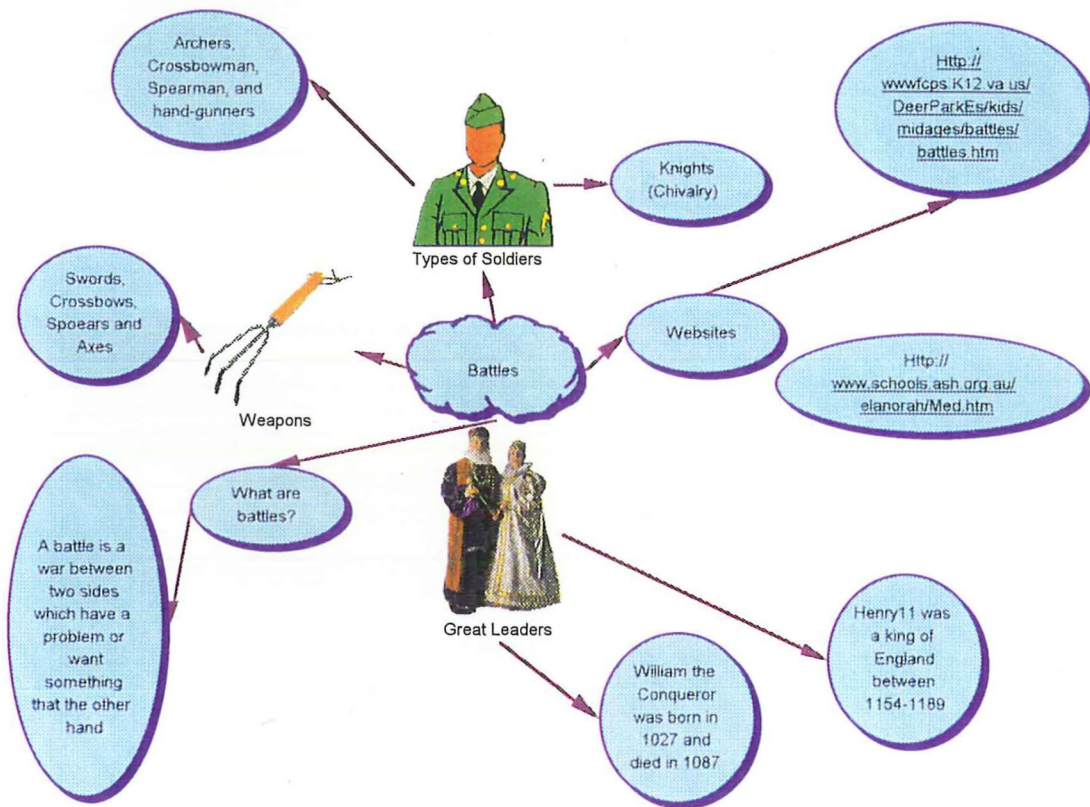 Archers,
Crossbowman,
Spearman, and
hand-gunners
Http://
wwwfcps.K12.va.us/
DeerParkEs/kids/
midages/battles/
battles.htm
Knights
(Chivalry)
Types of Soldiers
Swords,
Crossbows,
Spoears and
Axes
Websites
Battles
Http://
www.schools.ash.org.au/
elanorah/Med.htm
Weapons
What are
battles?
A battle is a
war between
two sides
which have a
problem or
want
something
that the other
hand
Great Leaders
Henry11 was
a king of
England
between
1154-1189
William the
Conqueror
was born in
1027 and
died in 1087